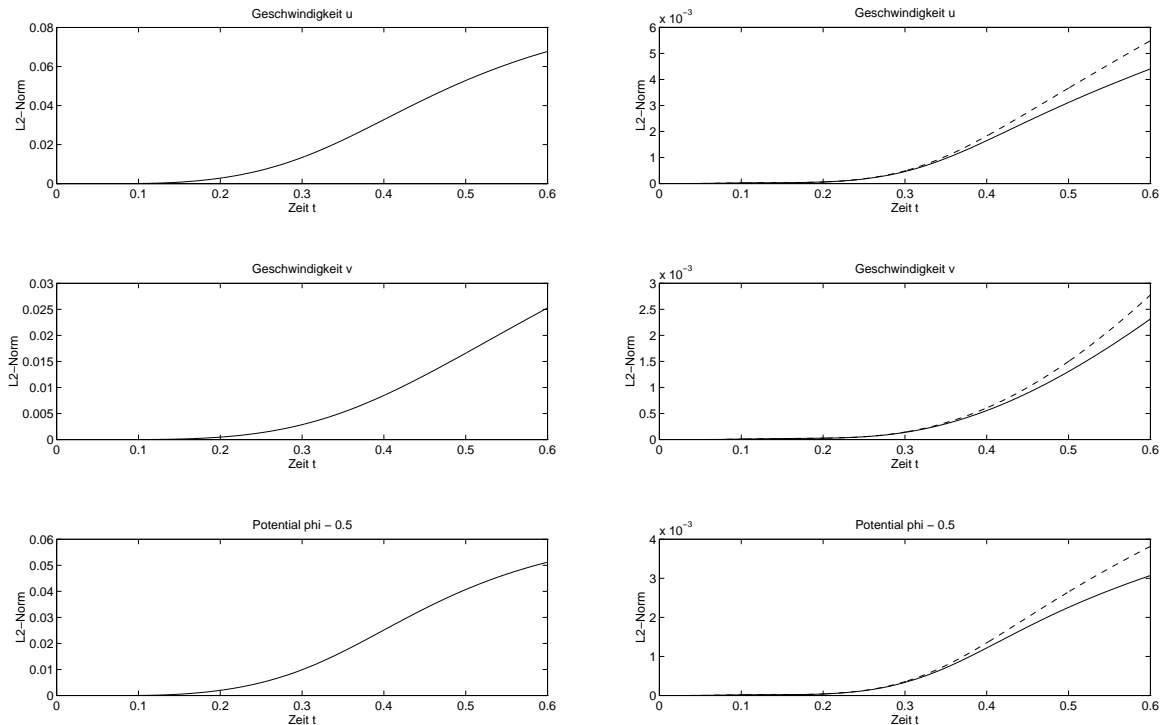 Geschwindigkeit u
0.08
0.06
0.04
0.02
0
L2−Norm
0 0.1 0.2 0.3 0.4 0.5 0.6
Zeit t
Geschwindigkeit u
x 10−3
6
5
4
3
2
1
0
L2−Norm
0 0.1 0.2 0.3 0.4 0.5 0.6
Zeit t
Geschwindigkeit v
0.03
0.025
0.02
0.015
0.01
0.005
0
L2−Norm
0 0.1 0.2 0.3 0.4 0.5 0.6
Zeit t
Geschwindigkeit v
x 10−3
3
2.5
2
1.5
1
0.5
0
L2−Norm
0 0.1 0.2 0.3 0.4 0.5 0.6
Zeit t
Potential phi − 0.5
0.06
0.05
0.04
0.03
0.02
0.01
0
L2−Norm
0 0.1 0.2 0.3 0.4 0.5 0.6
Zeit t
Potential phi − 0.5
x 10−3
4
3
2
1
0
L2−Norm
0 0.1 0.2 0.3 0.4 0.5 0.6
Zeit t